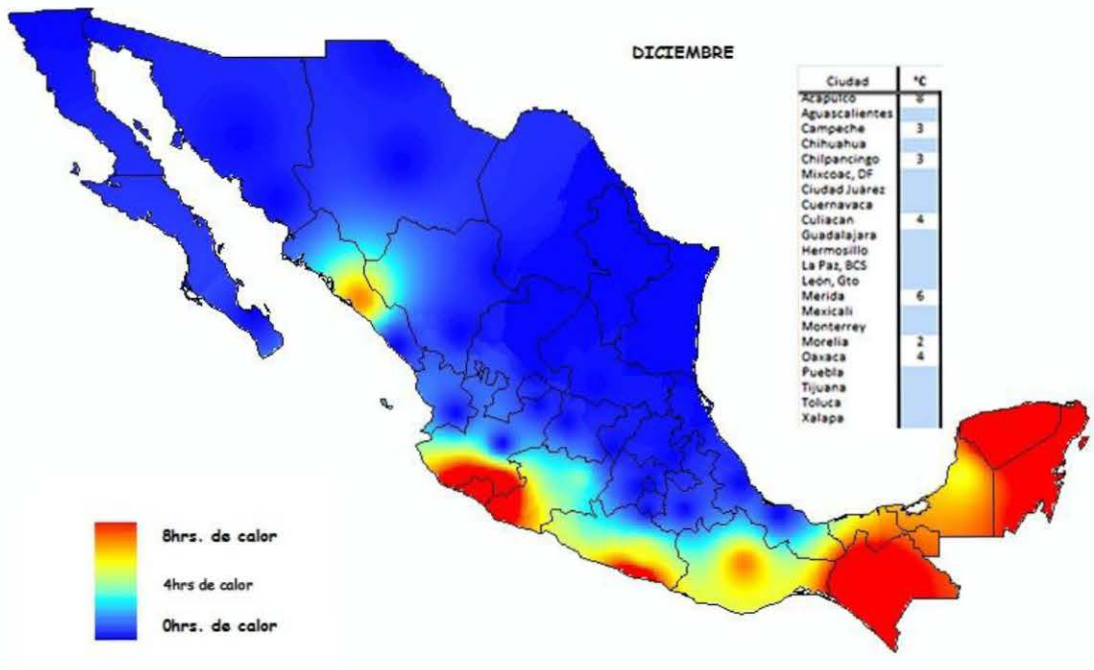 DICIEMBRE
Ciudad °C
Acapulco 6
Aguascalientes
Campeche 3
Chihuahua
Chilpancingo 3
Mixcoac, DF
Ciudad Juárez
Cuernavaca
Culiacan 4
Guadalajara
Hermosillo
La Paz, BCS
León, Gto
Merida 6
Mexicali
Monterrey
Morelia 2
Oaxaca 4
Puebla
Tijuana
Toluca
Xalapa
8hrs. de calor
4hrs de calor
0hrs. de calor